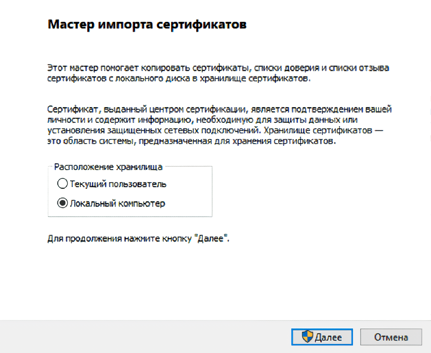 Мастер импорта сертификатов
Этот мастер помогает копировать сертификаты, списки доверия и списки отзыва
сертификатов с локального диска в хранилище сертификатов.
Сертификат, выданный центром сертификации, является подтверждением вашей
личности и содержит информацию, необходимую для защиты данных или
установления защищенных сетевых подключений. Хранилище сертификатов —
это область системы, предназначенная для хранения сертификатов.
Расположение хранилища
Текущий пользователь
Локальный компьютер
Для продолжения нажмите кнопку "Далее".
Далее
Отмена